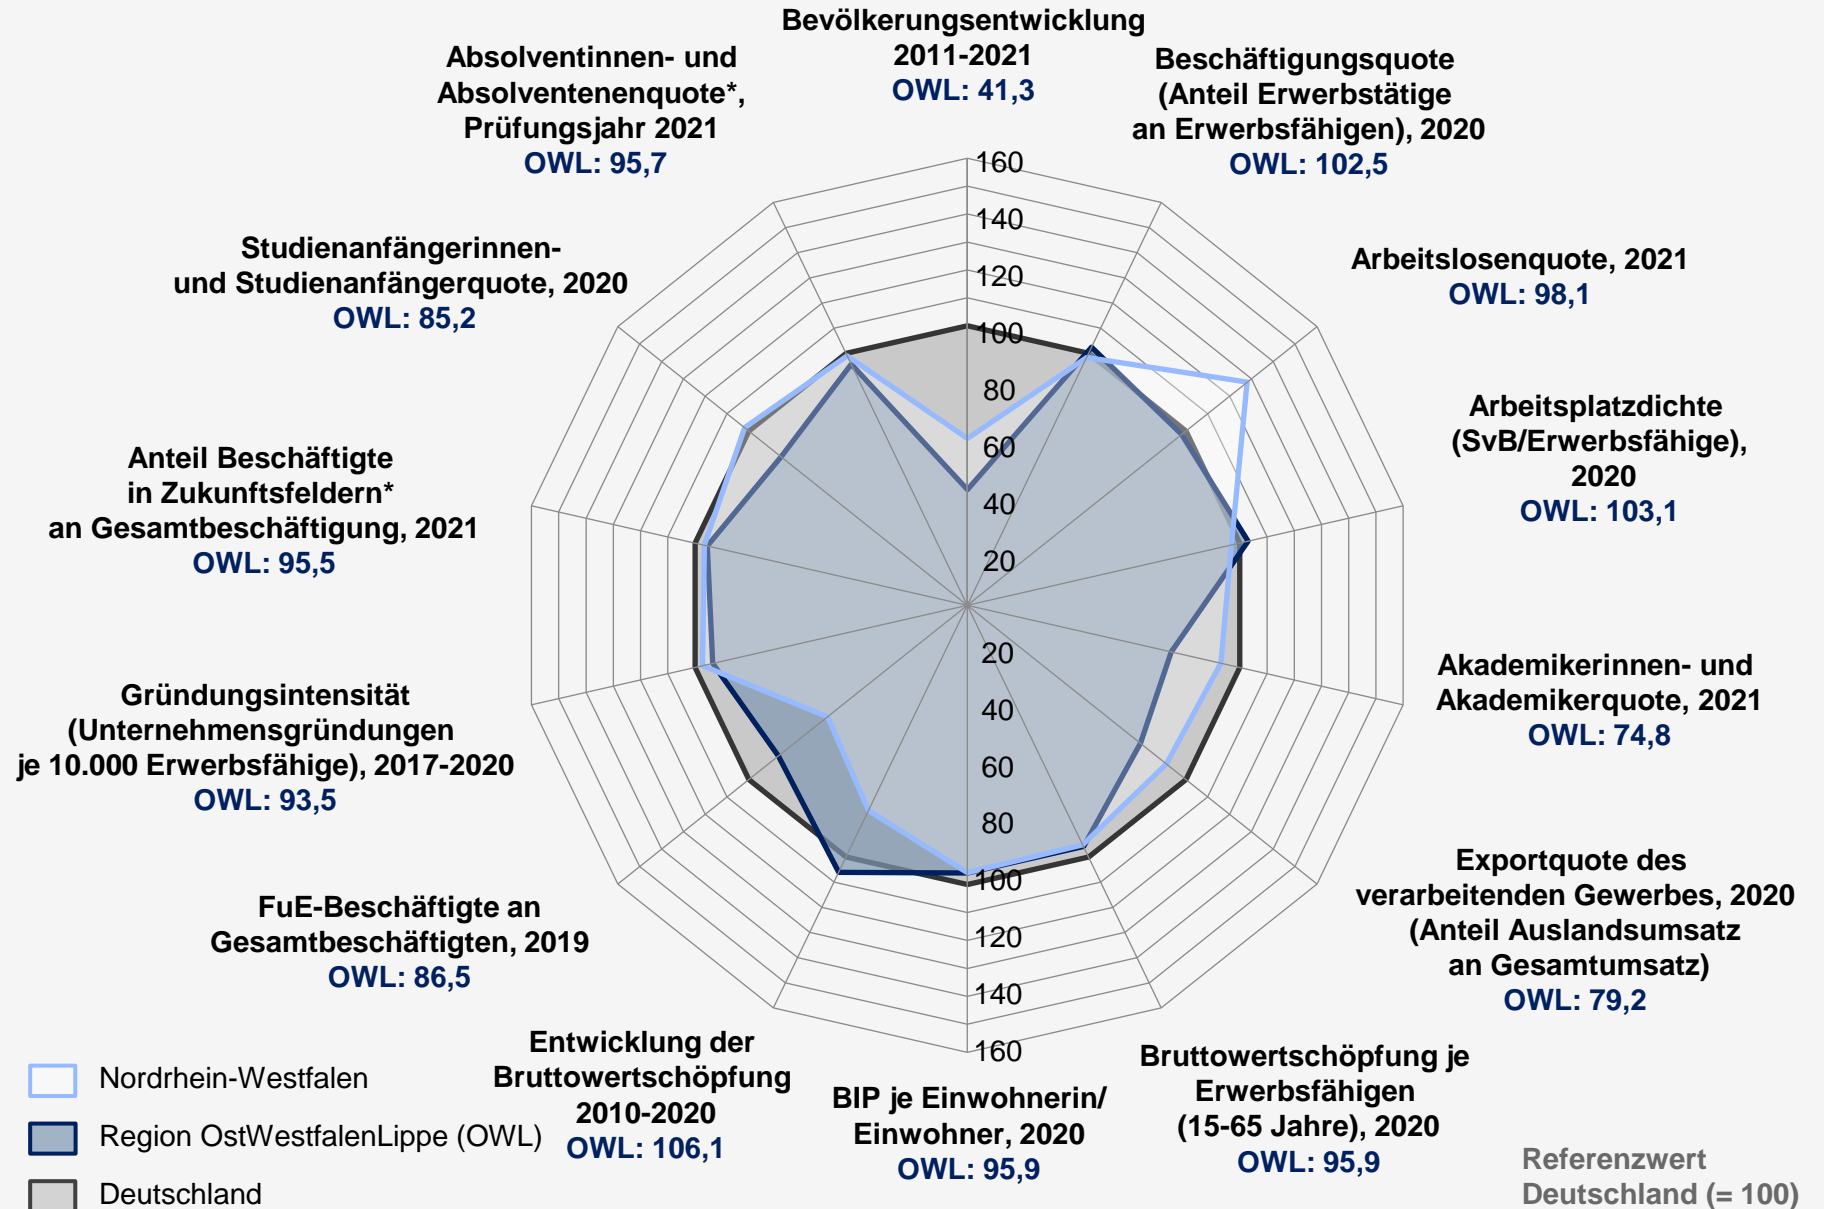 Bevölkerungsentwicklung
2011-2021
OWL: 41,3
Beschäftigungsquote
(Anteil Erwerbstätige
an Erwerbsfähigen), 2020
OWL: 102,5
Arbeitslosenquote, 2021
OWL: 98,1
Arbeitsplatzdichte
(SvB/Erwerbsfähige),
2020
OWL: 103,1
Akademikerinnen- und
Akademikerquote, 2021
OWL: 74,8
Exportquote des
verarbeitenden Gewerbes, 2020
(Anteil Auslandsumsatz
an Gesamtumsatz)
OWL: 79,2
Bruttowertschöpfung je
Erwerbsfähigen
(15-65 Jahre), 2020
OWL: 95,9
BIP je Einwohnerin/
Einwohner, 2020
OWL: 95,9
Entwicklung der
Bruttowertschöpfung
2010-2020
OWL: 106,1
FuE-Beschäftigte an
Gesamtbeschäftigten, 2019
OWL: 86,5
Gründungsintensität
(Unternehmensgründungen
je 10.000 Erwerbsfähige), 2017-2020
OWL: 93,5
Anteil Beschäftigte
in Zukunftsfeldern*
an Gesamtbeschäftigung, 2021
OWL: 95,5
Studienanfängerinnen-
und Studienanfängerquote, 2020
OWL: 85,2
Absolventinnen- und
Absolventenenquote*,
Prüfungsjahr 2021
OWL: 95,7
160
140
120
100
80
60
40
20
20
40
60
80
100
120
140
160
Nordrhein-Westfalen
Region OstWestfalenLippe (OWL)
Deutschland
Referenzwert
Deutschland (= 100)